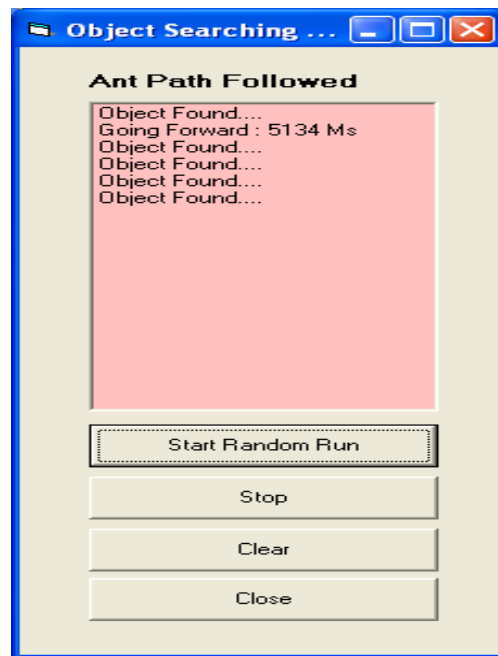 Object Searching ...
Ant Path Followed
Object Found....
Going Forward : 5134 Ms
Object Found....
Object Found....
Object Found....
Object Found....
Start Random Run
Stop
Clear
Close